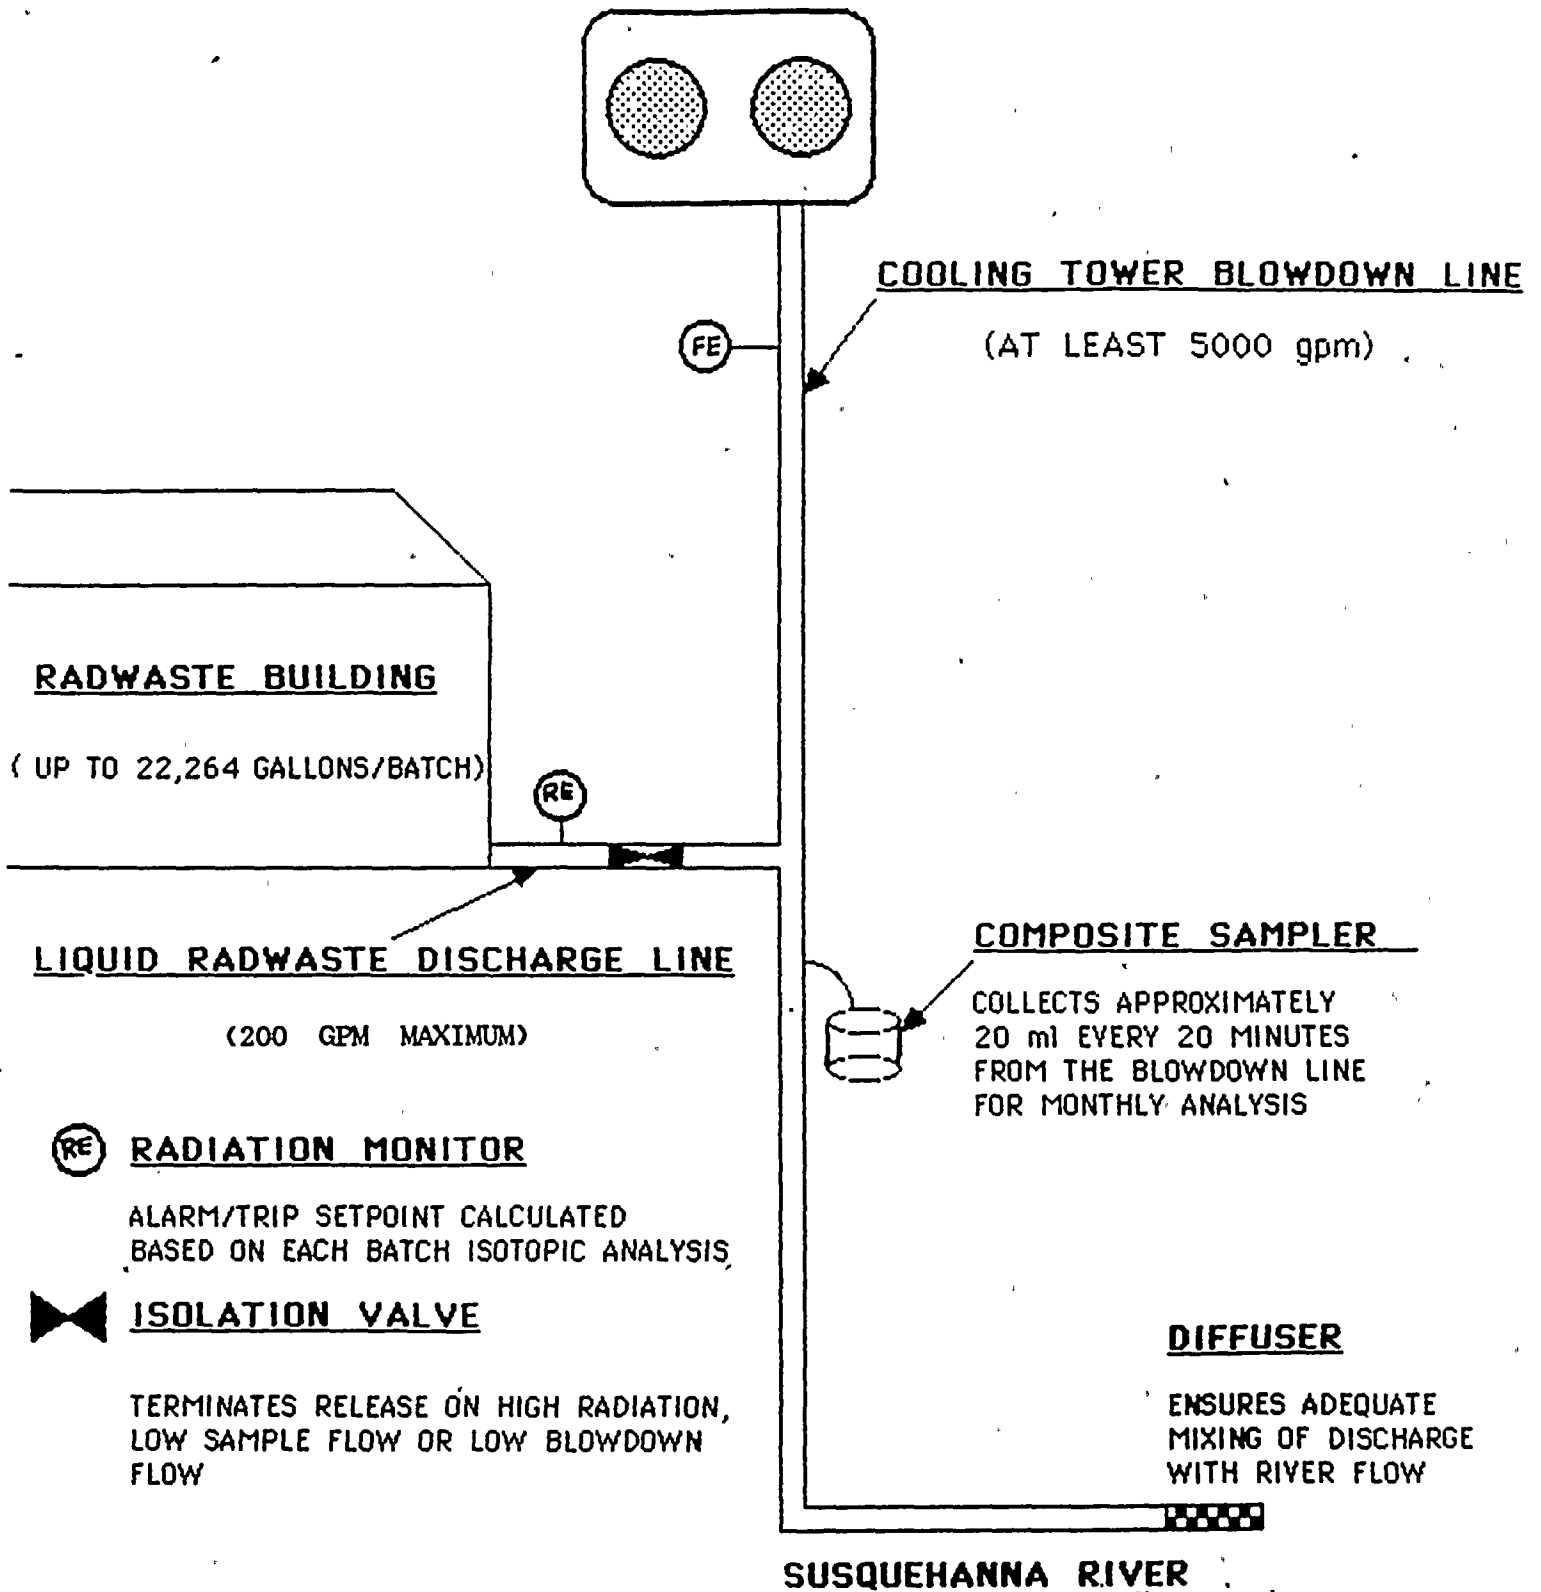 COOLING TOWER BLOWDOWN LINE
(AT LEAST 5000 gpm)
FE
RADWASTE BUILDING
( UP TO 22,264 GALLONS/BATCH)
RE
LIQUID RADWASTE DISCHARGE LINE
(200 GPM MAXIMUM)
COMPOSITE SAMPLER
COLLECTS APPROXIMATELY
20 ml EVERY 20 MINUTES
FROM THE BLOWDOWN LINE
FOR MONTHLY ANALYSIS
RE RADIATION MONITOR
ALARM/TRIP SETPOINT CALCULATED
BASED ON EACH BATCH ISOTOPIC ANALYSIS
ISOLATION VALVE
TERMINATES RELEASE ON HIGH RADIATION,
LOW SAMPLE FLOW OR LOW BLOWDOWN
FLOW
DIFFUSER
ENSURES ADEQUATE
MIXING OF DISCHARGE
WITH RIVER FLOW
SUSQUEHANNA RIVER